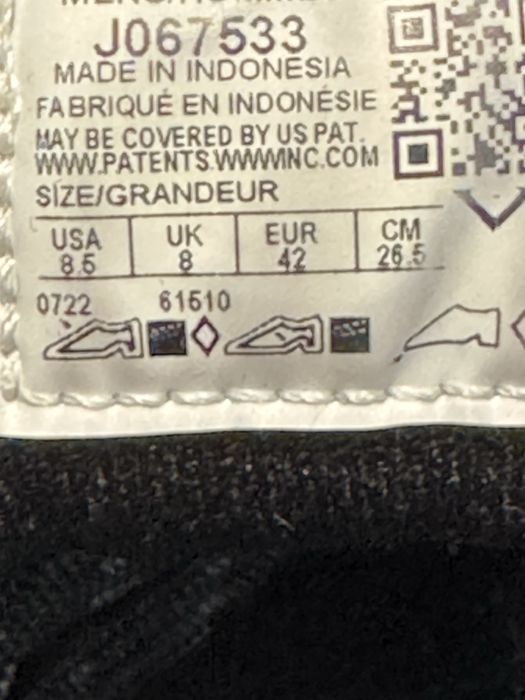 J067533
MADE IN INDONESIA
FABRIQUÉ EN INDONÉSIE
MAY BE COVERED BY US PAT.
WWW.PATENTS.WWWINC.COM
SIZE/GRANDEUR
USA UK EUR CM
8.5 8 42 26.5
0722 61510